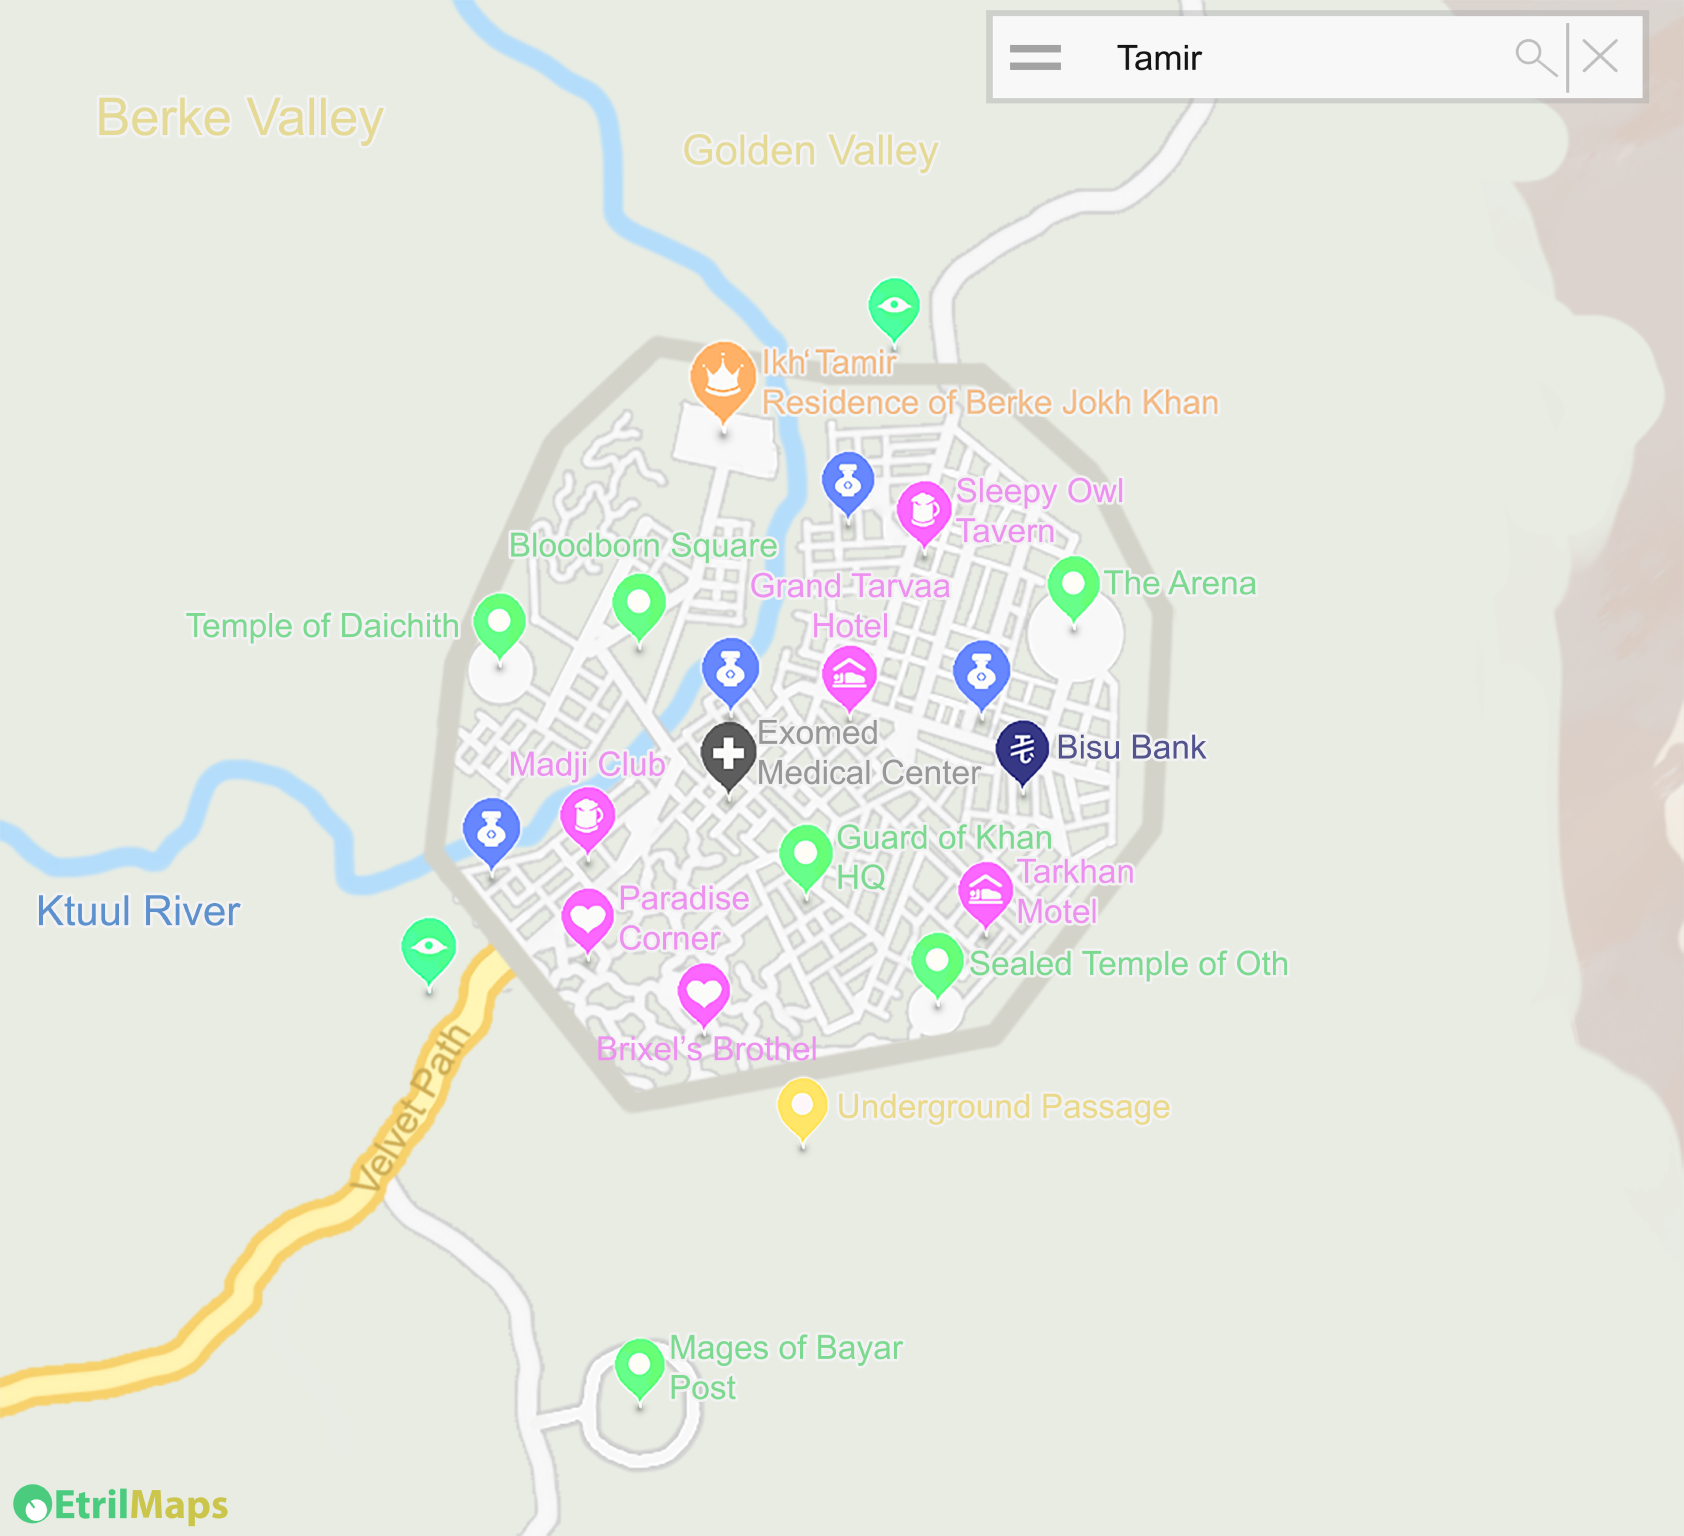 Tamir
Berke Valley
Golden Valley
Ikh‘ Tamir
Residence of Berke Jokh Khan
Sleepy Owl
Tavern
Bloodborn Square
Grand Tarvaa
Hotel
The Arena
Temple of Daichith
Exomed
Medical Center
Bisu Bank
Madji Club
Guard of Khan
HQ
Tarkhan
Motel
Paradise
Corner
Ktuul River
Sealed Temple of Oth
Brixel’s Brothel
Underground Passage
Velvet Path
Mages of Bayar
Post
EtrilMaps